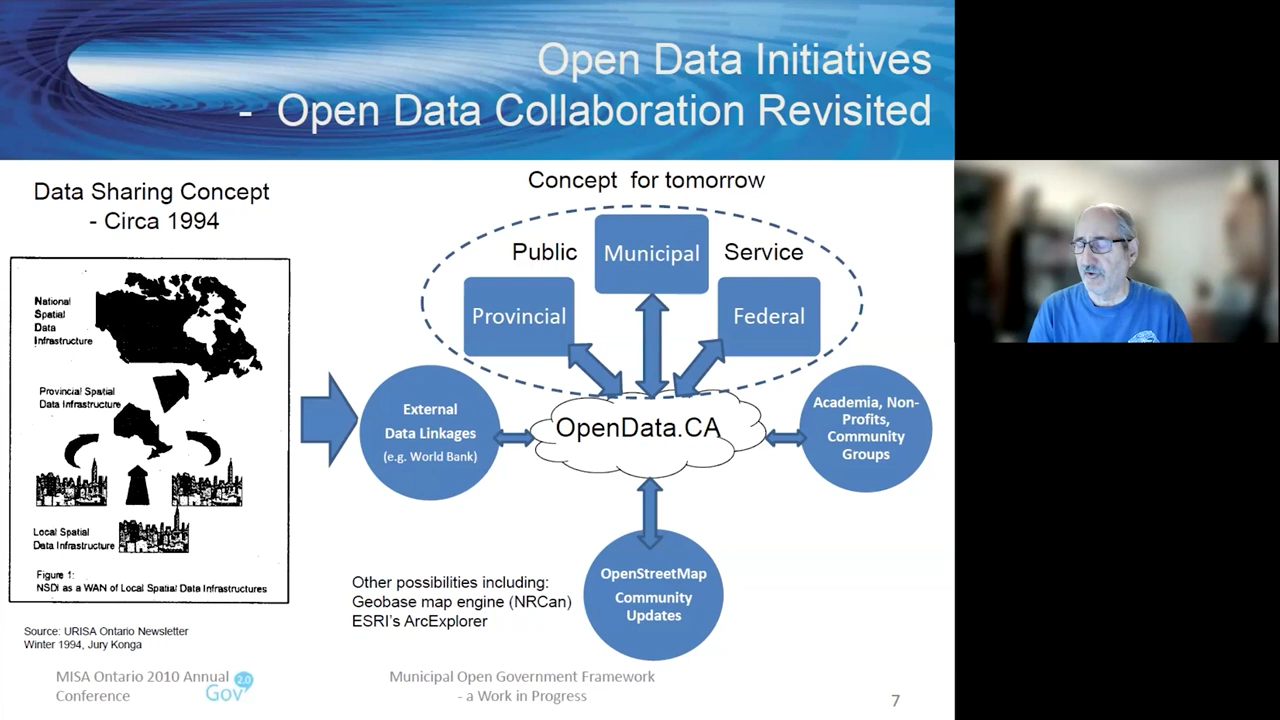 Open Data Initiatives
- Open Data Collaboration Revisited
Data Sharing Concept
- Circa 1994
National
Spatial
Data
Infrastructure
Provincial Spatial
Data Infrastructure
Local Spatial
Data Infrastructure
Figure 1:
NSDI as a WAN of Local Spatial Data Infrastructures
Source: URISA Ontario Newsletter
Winter 1994, Jury Konga
Concept for tomorrow
Public
Municipal
Service
Provincial
Federal
External
Data Linkages
(e.g. World Bank)
OpenData.CA
Academia, Non-
Profits,
Community
Groups
OpenStreetMap
Community
Updates
Other possibilities including:
Geobase map engine (NRCan)
ESRI's ArcExplorer
MISA Ontario 2010 Annual
Conference
Gov 2.0
Municipal Open Government Framework
- a Work in Progress
7